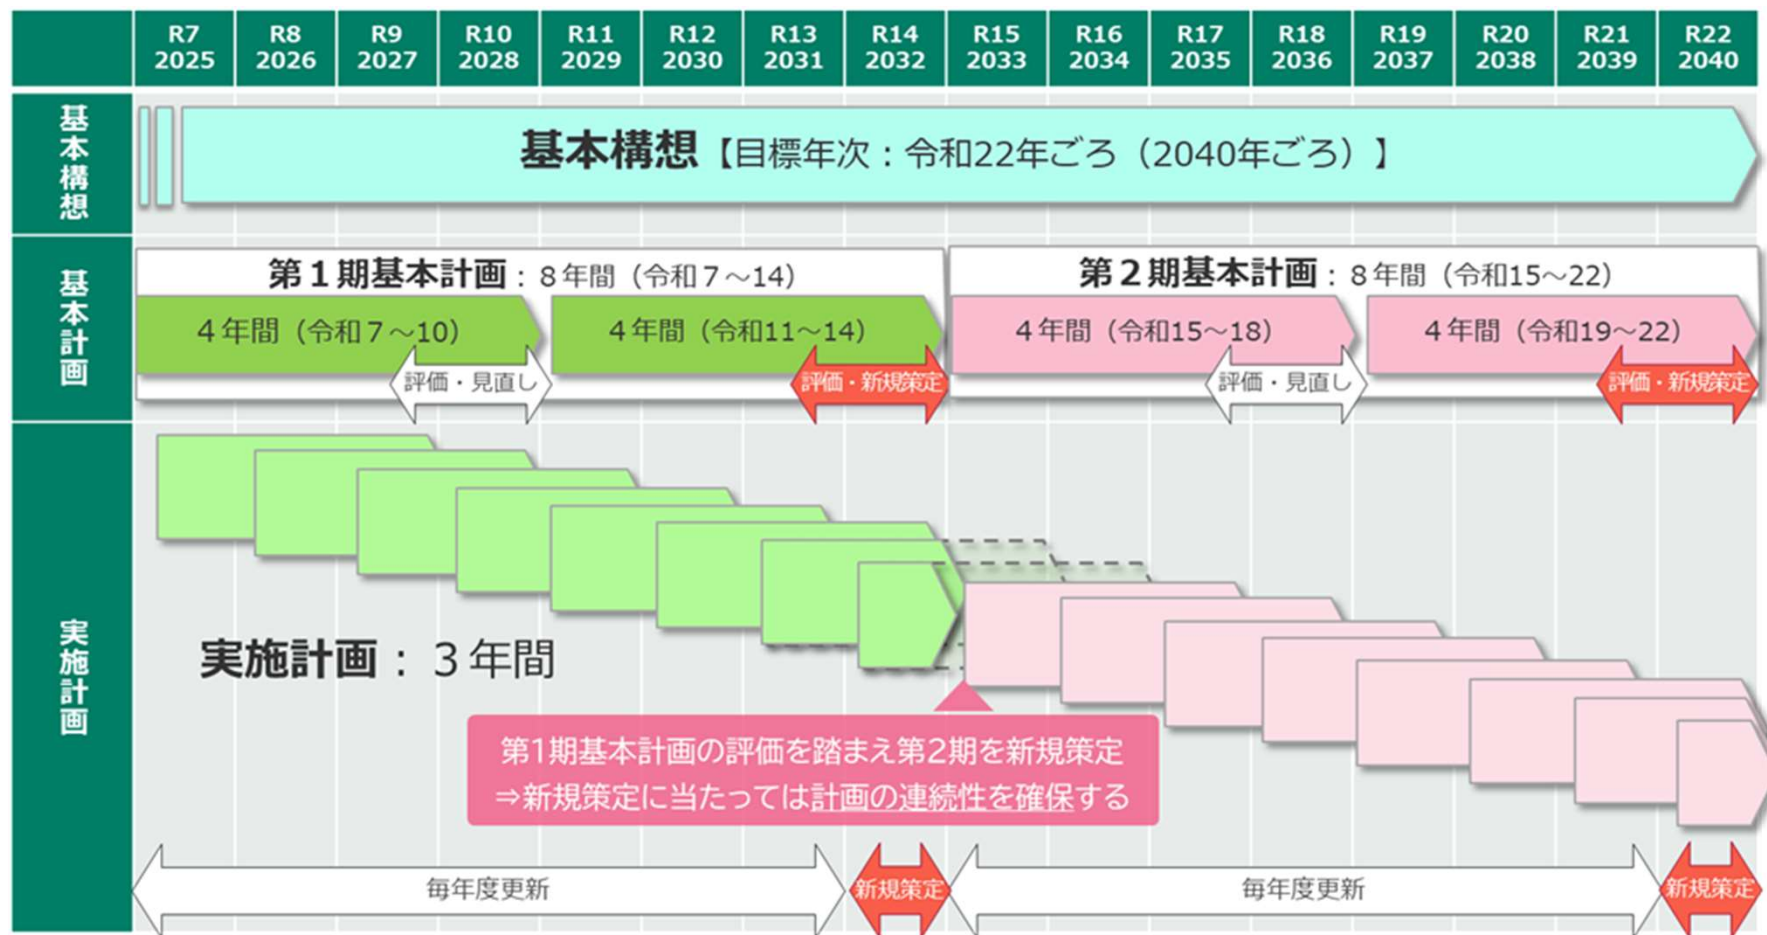 R7 R8 R9 R10 R11 R12 R13 R14 R15 R16 R17 R18 R19 R20 R21 R22
2025 2026 2027 2028 2029 2030 2031 2032 2033 2034 2035 2036 2037 2038 2039 2040
基本構想
基本構想【目標年次：令和22年ごろ（2040年ごろ）】
基本計画
第１期基本計画：８年間（令和７～14）
第２期基本計画：８年間（令和15～22）
４年間（令和７～10）
４年間（令和11～14）
４年間（令和15～18）
４年間（令和19～22）
評価・見直し
評価・新規策定
評価・見直し
評価・新規策定
実施計画
実施計画：３年間
第1期基本計画の評価を踏まえ第2期を新規策定
⇒新規策定に当たっては計画の連続性を確保する
毎年度更新
新規策定
毎年度更新
新規策定